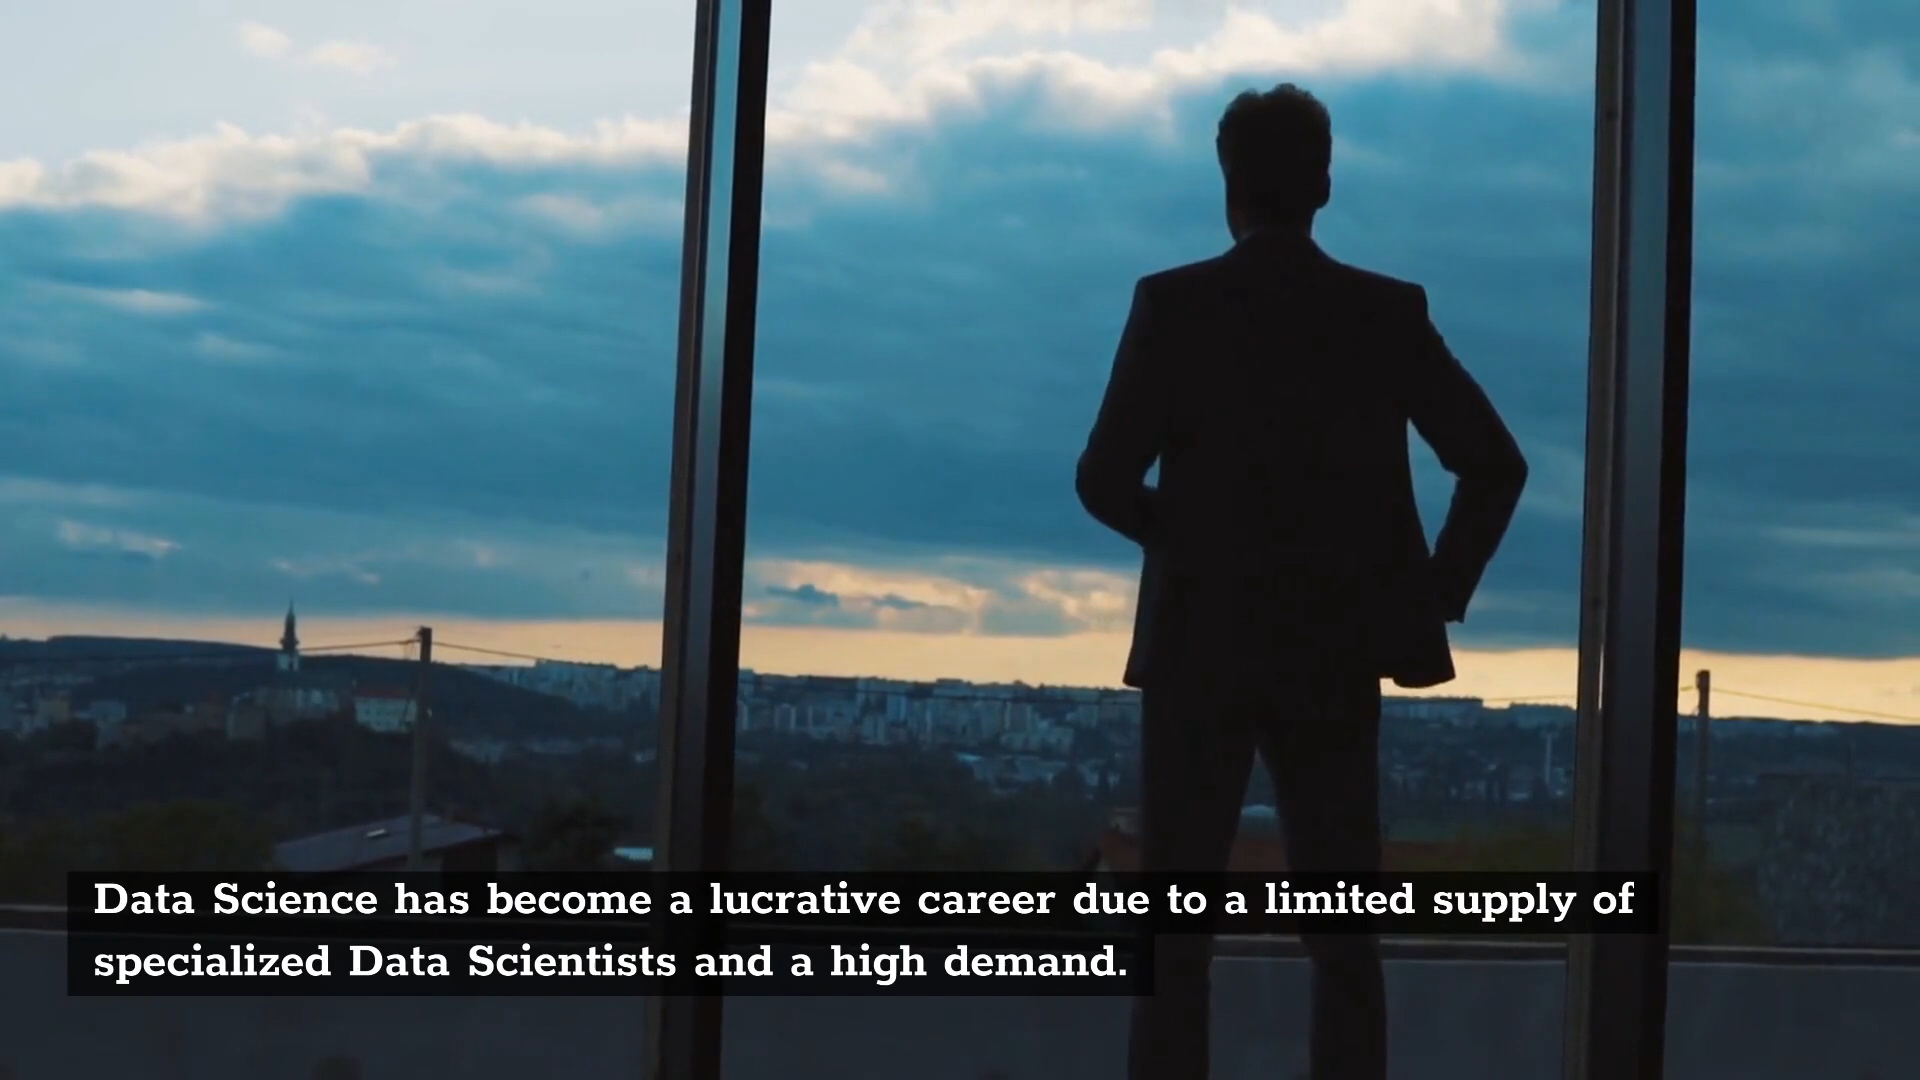 Data Science has become a lucrative career due to a limited supply of
specialized Data Scientists and a high demand.